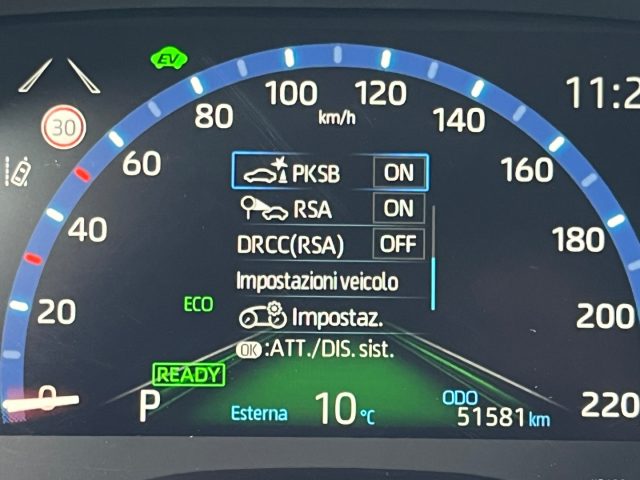 EV
100
120
11:2
80
km/h
140
30
60
PKSB ON
160
RSA ON
40
DRCC(RSA) OFF
180
Impostazioni veicolo
20
ECO
Impostaz.
200
OK:ATT./DIS. sist.
READY
0
P
Esterna 10°C
ODO
51581 km
220